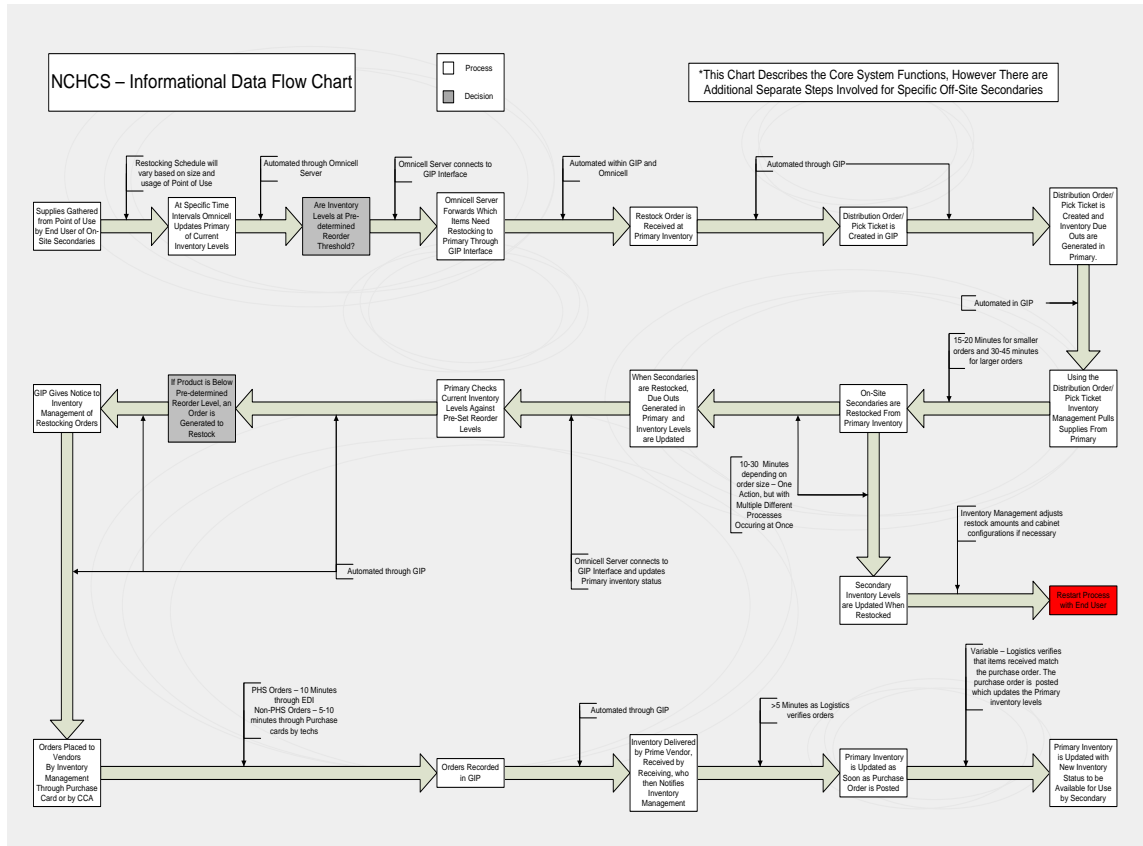 NCHCS – Informational Data Flow Chart
Process
Decision
*This Chart Describes the Core System Functions, However There are
Additional Separate Steps Involved for Specific Off-Site Secondaries
Restocking Schedule will
vary based on size and
usage of Point of Use
Automated through Omnicell
Server
Omnicell Server connects to
GIP Interface
Automated within GIP and
Omnicell
Automated through GIP
Supplies Gathered
from Point of Use
by End User of On-
Site Secondaries
At Specific Time
Intervals Omnicell
Updates Primary
of Current
Inventory Levels
Are Inventory
Levels at Pre-
determined
Reorder
Threshold?
Omnicell Server
Forwards Which
Items Need
Restocking to
Primary Through
GIP Interface
Restock Order is
Received at
Primary Inventory
Distribution Order/
Pick Ticket is
Created in GIP
Distribution Order/
Pick Ticket is
Created and
Inventory Due
Outs are
Generated in
Primary.
Automated in GIP
15-20 Minutes for smaller
orders and 30-45 minutes
for larger orders
GIP Gives Notice to
Inventory
Management of
Restocking Orders
If Product is Below
Pre-determined
Reorder Level, an
Order is
Generated to
Restock
Primary Checks
Current Inventory
Levels Against
Pre-Set Reorder
Levels
When Secondaries
are Restocked,
Due Outs
Generated in
Primary and
Inventory Levels
are Updated
On-Site
Secondaries are
Restocked From
Primary Inventory
Using the
Distribution Order/
Pick Ticket
Inventory
Management Pulls
Supplies From
Primary
10-30 Minutes
depending on
order size – One
Action, but with
Multiple Different
Processes
Occuring at Once
Inventory Management adjusts
restock amounts and cabinet
configurations if necessary
Automated through GIP
Omnicell Server connects to
GIP Interface and updates
Primary inventory status
Secondary
Inventory Levels
are Updated When
Restocked
Restart Process
with End User
PHS Orders – 10 Minutes
through EDI
Non-PHS Orders – 5-10
minutes through Purchase
cards by techs
Automated through GIP
>5 Minutes as Logistics
verifies orders
Variable – Logistics verifies
that items received match
the purchase order. The
purchase order is posted
which updates the Primary
inventory levels
Orders Placed to
Vendors
By Inventory
Management
Through Purchase
Card or by CCA
Orders Recorded
in GIP
Inventory Delivered
by Prime Vendor,
Received by
Receiving, who
then Notifies
Inventory
Management
Primary Inventory
is Updated as
Soon as Purchase
Order is Posted
Primary Inventory
is Updated with
New Inventory
Status to be
Available for Use
by Secondary